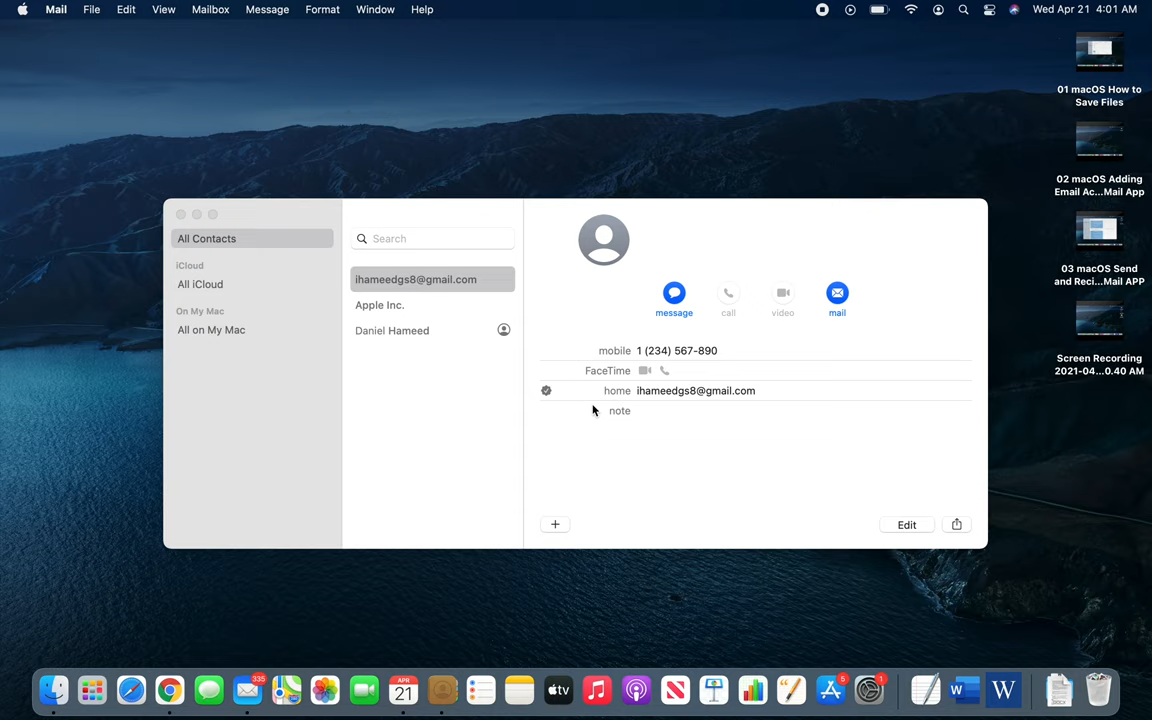 Mail File Edit View Mailbox Message Format Window Help Wed Apr 21 4:01 AM
01 macOS How to
Save Files
02 macOS Adding
Email Ac...Mail App
03 macOS Send
and Reci...Mail APP
Screen Recording
2021-04...0.40 AM
All Contacts
iCloud
All iCloud
On My Mac
All on My Mac
Search
ihameedgs8@gmail.com
Apple Inc.
Daniel Hameed
message call video mail
mobile 1 (234) 567-890
FaceTime
home ihameedgs8@gmail.com
note
+
Edit
335
APR
21
tv
5
1
W
W